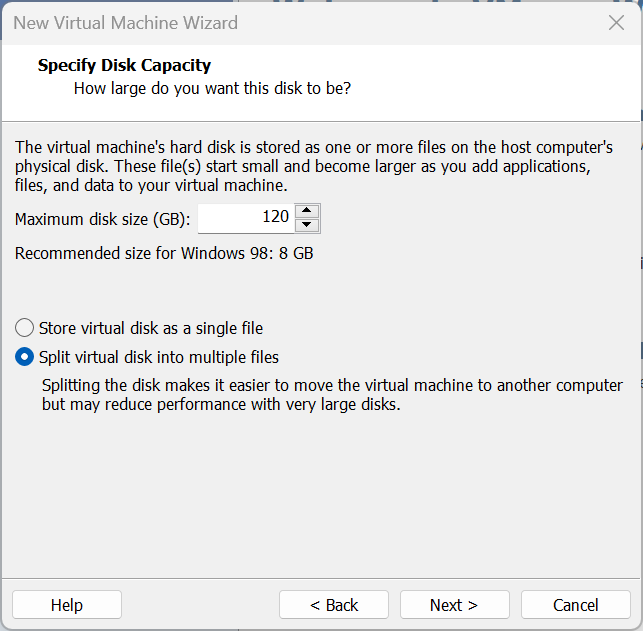 New Virtual Machine Wizard
Specify Disk Capacity
How large do you want this disk to be?
The virtual machine's hard disk is stored as one or more files on the host computer's
physical disk. These file(s) start small and become larger as you add applications,
files, and data to your virtual machine.
Maximum disk size (GB): 120
Recommended size for Windows 98: 8 GB
Store virtual disk as a single file
Split virtual disk into multiple files
Splitting the disk makes it easier to move the virtual machine to another computer
but may reduce performance with very large disks.
Help < Back Next > Cancel